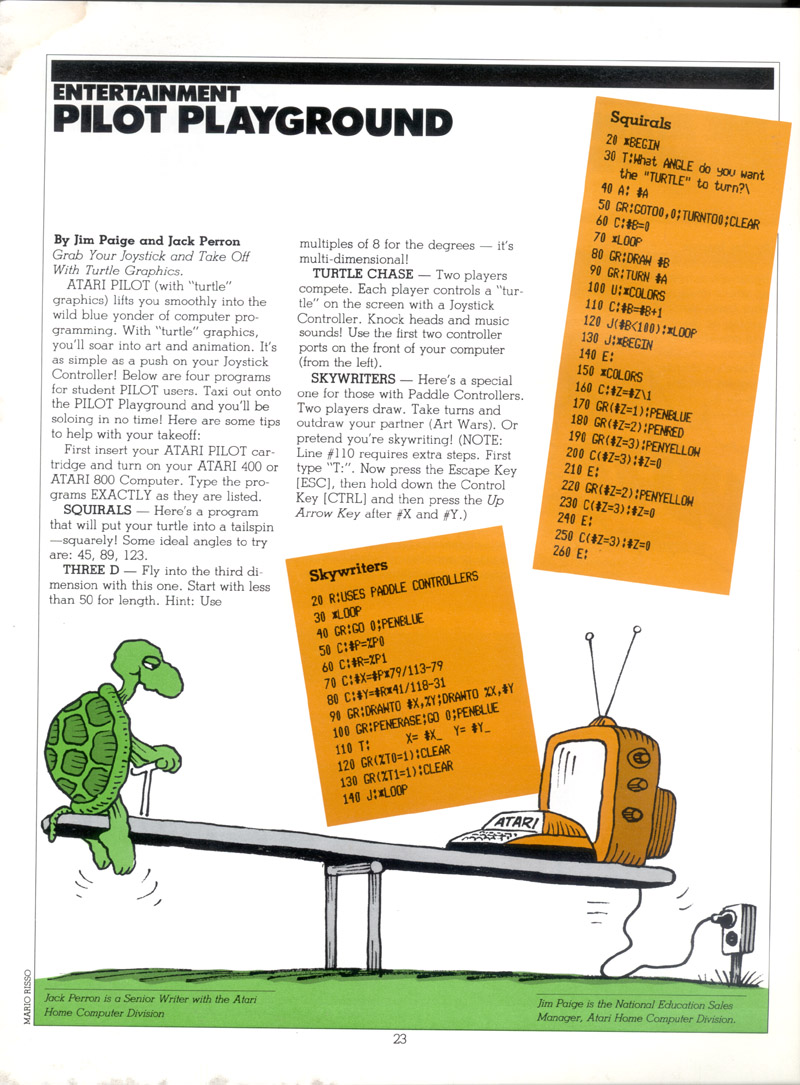 ENTERTAINMENT
PILOT PLAYGROUND
By Jim Paige and Jack Perron
Grab Your Joystick and Take Off
With Turtle Graphics.
ATARI PILOT (with "turtle"
graphics) lifts you smoothly into the
wild blue yonder of computer pro-
gramming. With "turtle" graphics,
you'll soar into art and animation. It's
as simple as a push on your Joystick
Controller! Below are four programs
for student PILOT users. Taxi out onto
the PILOT Playground and you'll be
soloing in no time! Here are some tips
to help with your takeoff:
First insert your ATARI PILOT car-
tridge and turn on your ATARI 400 or
ATARI 800 Computer. Type the pro-
grams EXACTLY as they are listed.
SQUIRALS — Here's a program
that will put your turtle into a tailspin
—squarely! Some ideal angles to try
are: 45, 89, 123.
THREE D — Fly into the third di-
mension with this one. Start with less
than 50 for length. Hint: Use
multiples of 8 for the degrees — it's
multi-dimensional!
TURTLE CHASE — Two players
compete. Each player controls a "tur-
tle" on the screen with a Joystick
Controller. Knock heads and music
sounds! Use the first two controller
ports on the front of your computer
(from the left).
SKYWRITERS — Here's a special
one for those with Paddle Controllers.
Two players draw. Take turns and
outdraw your partner (Art Wars). Or
pretend you're skywriting! (NOTE:
Line #110 requires extra steps. First
type "T:". Now press the Escape Key
[ESC], then hold down the Control
Key [CTRL] and then press the Up
Arrow Key after #X and #Y.)
Squirals
20 *BEGIN
30 T:What ANGLE do you want
the "TURTLE" to turn?\
40 A: #A
50 GR:GOTO0,0;TURNTO0;CLEAR
60 C:#B=0
70 *LOOP
80 GR:DRAW #B
90 GR:TURN #A
100 U:*COLORS
110 C:#B=#B+1
120 J(#B<100):*LOOP
130 J:*BEGIN
140 E:
150 *COLORS
160 C:#Z=#Z\1
170 GR(#Z=1):PENBLUE
180 GR(#Z=2):PENRED
190 GR(#Z=3):PENYELLOW
200 C(#Z=3):#Z=0
210 E:
220 GR(#Z=2):PENYELLOW
230 C(#Z=3):#Z=0
240 E:
250 C(#Z=3):#Z=0
260 E:
Skywriters
20 R:USES PADDLE CONTROLLERS
30 *LOOP
40 GR:GO 0;PENBLUE
50 C:#P=%P0
60 C:#R=%P1
70 C:#X=#P*79/113-79
80 C:#Y=#R*41/118-31
90 GR:DRAWTO #X,%Y;DRAWTO %X,#Y
100 GR:PENERASE;GO 0;PENBLUE
110 T: X= #X_ Y= #Y_
120 GR(%T0=1):CLEAR
130 GR(%T1=1):CLEAR
140 J:*LOOP
ATARI
MARIO RISSO
Jack Perron is a Senior Writer with the Atari
Home Computer Division
Jim Paige is the National Education Sales
Manager, Atari Home Computer Division.
23